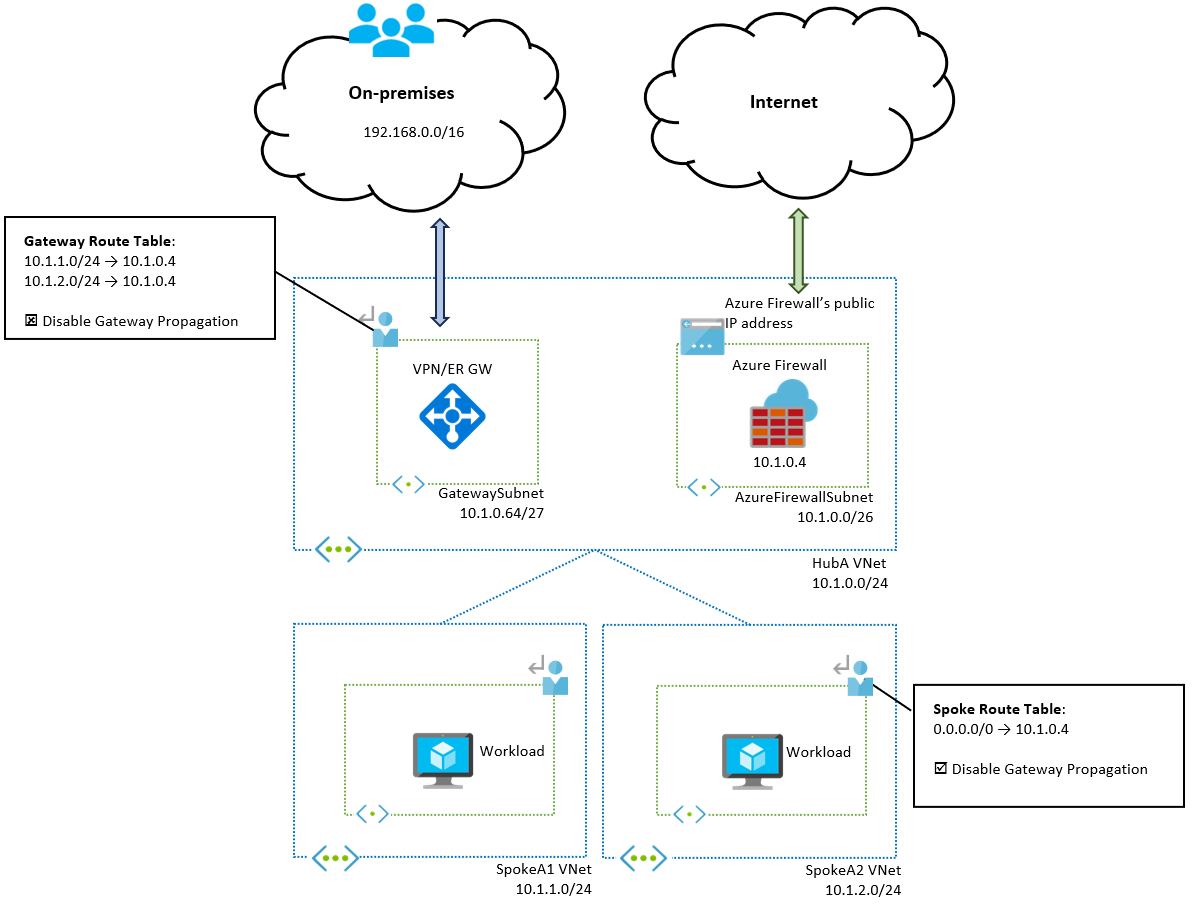 On-premises
192.168.0.0/16
Internet
Gateway Route Table:
10.1.1.0/24 → 10.1.0.4
10.1.2.0/24 → 10.1.0.4
☒ Disable Gateway Propagation
Azure Firewall's public
IP address
VPN/ER GW
Azure Firewall
10.1.0.4
GatewaySubnet
10.1.0.64/27
AzureFirewallSubnet
10.1.0.0/26
HubA VNet
10.1.0.0/24
Workload
Workload
Spoke Route Table:
0.0.0.0/0 → 10.1.0.4
☑ Disable Gateway Propagation
SpokeA1 VNet
10.1.1.0/24
SpokeA2 VNet
10.1.2.0/24